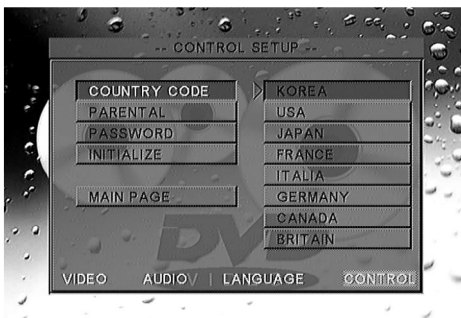 -- CONTROL SETUP --
COUNTRY CODE
PARENTAL
PASSWORD
INITIALIZE
MAIN PAGE
KOREA
USA
JAPAN
FRANCE
ITALIA
GERMANY
CANADA
BRITAIN
DVD
VIDEO AUDIO LANGUAGE CONTROL